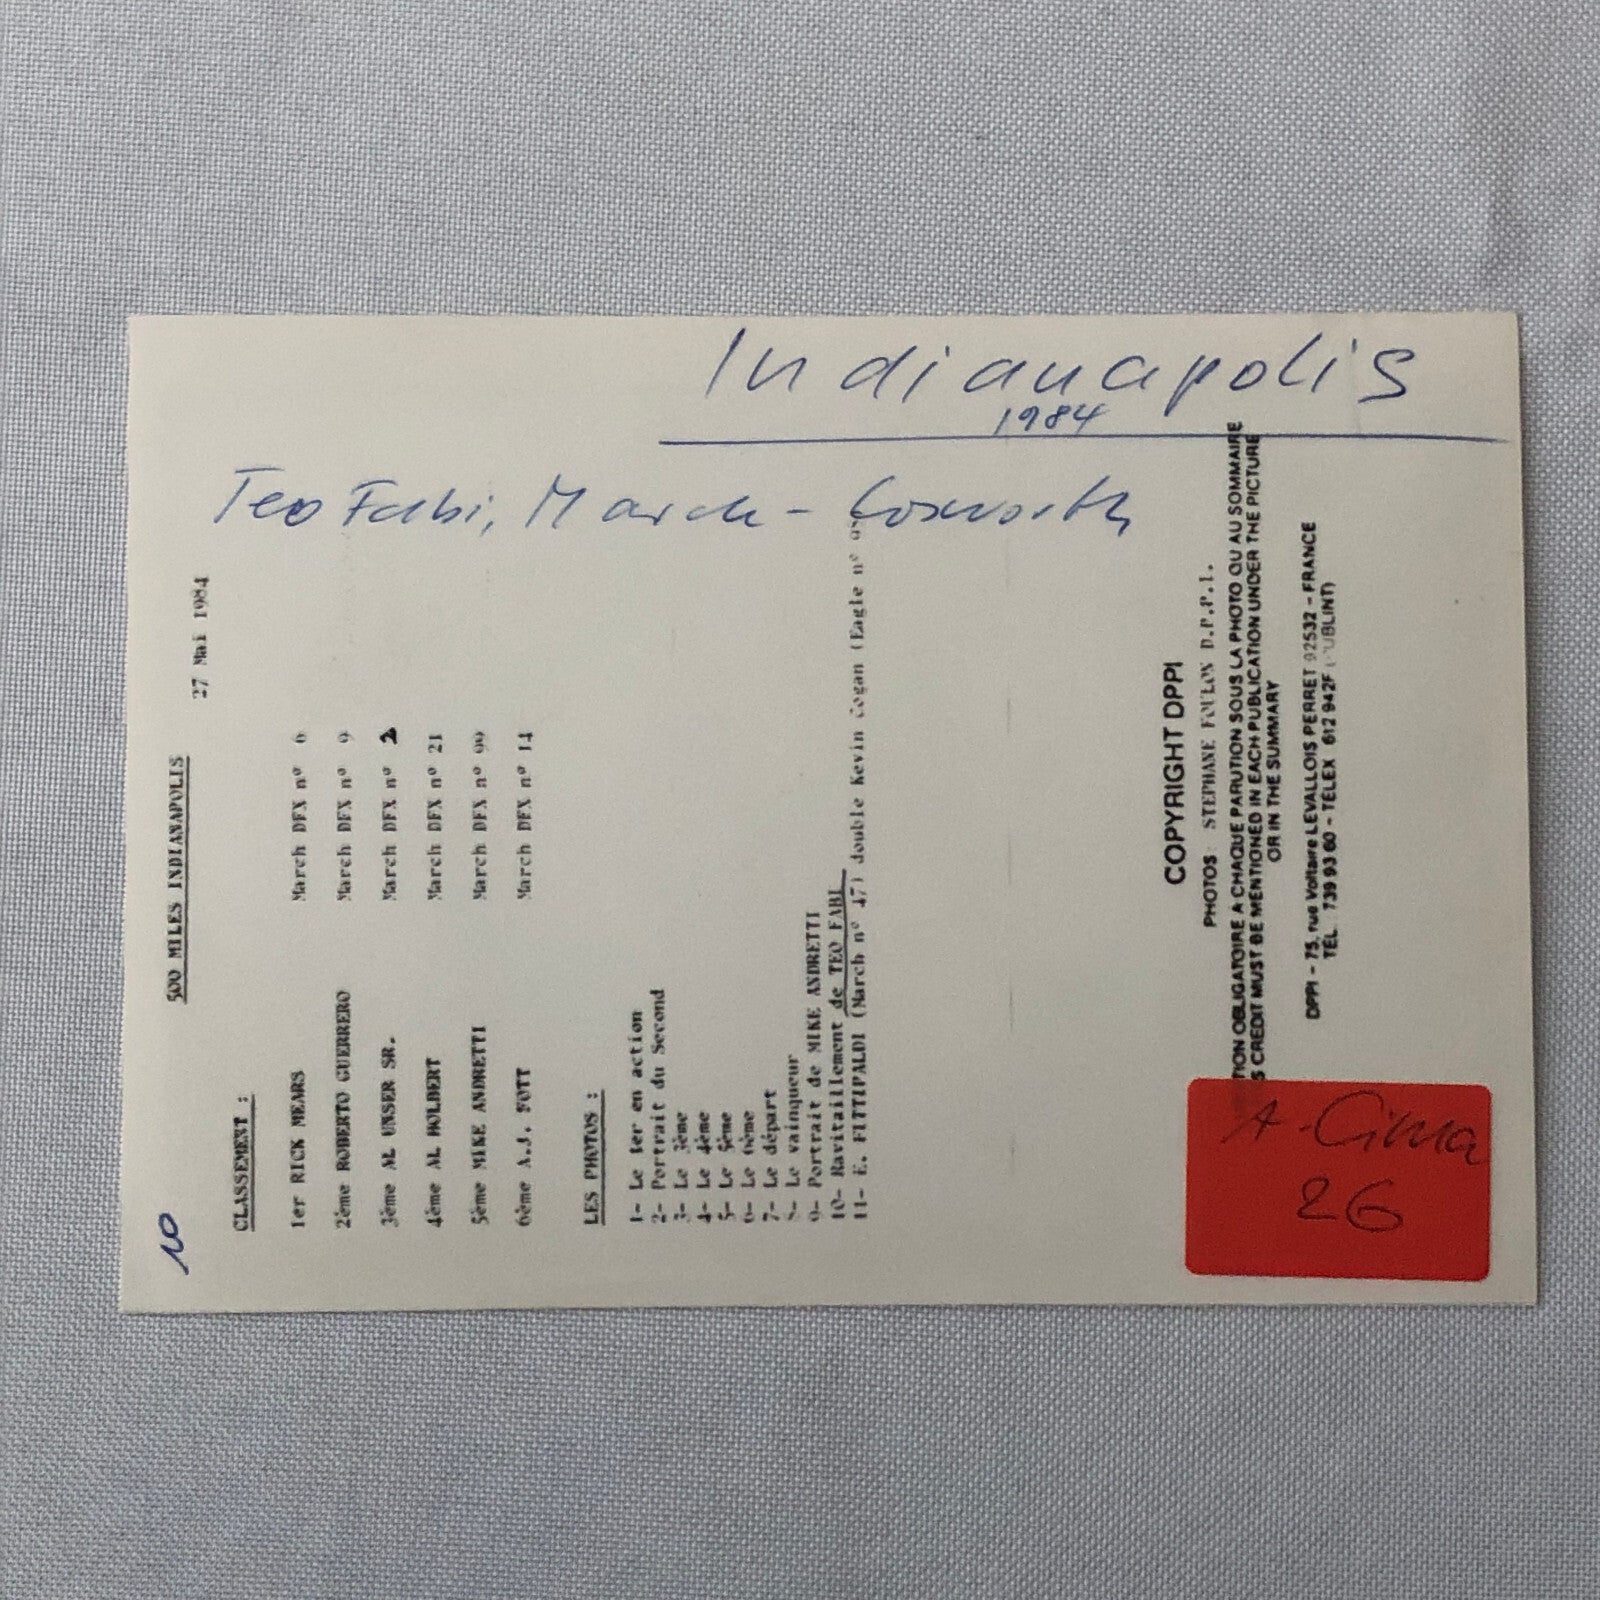 Indianapolis
1984
Teo Fabi, March - Cosworth
10
500 MILES INDIANAPOLIS 27 Mai 1984
CLASSEMENT :
1er RICK MEARS March DFX n° 6
2ème ROBERTO GUERRERO March DFX n° 9
3ème AL UNSER SR. March DFX n° 2
4ème AL HOLBERT March DFX n° 21
5ème MIKE ANDRETTI March DFX n° 99
6ème A.J. FOYT March DFX n° 14
LES PHOTOS :
1- Le 1er en action
2- Portrait du Second
3- Le 3ème
4- Le 4ème
5- Le 5ème
6- Le 6ème
7- Le départ
8- Le vainqueur
9- Portrait de MIKE ANDRETTI
10- Ravitaillement de TEO FABI
11- E. FITTIPALDI (March n° 47) double Kevin Cogan (Eagle n°
COPYRIGHT DPPI
PHOTOS : STEPHANE FOULON D.P.P.I.
TION OBLIGATOIRE A CHAQUE PARUTION SOUS LA PHOTO OU AU SOMMAIRE
S CREDIT MUST BE MENTIONED IN EACH PUBLICATION UNDER THE PICTURE
OR IN THE SUMMARY
DPPI - 75, rue Voltaire LEVALLOIS PERRET 92532 - FRANCE
TÉL. 739 93 60 - TÉLEX 612 942F (PUBLINT)
A. Cima
26